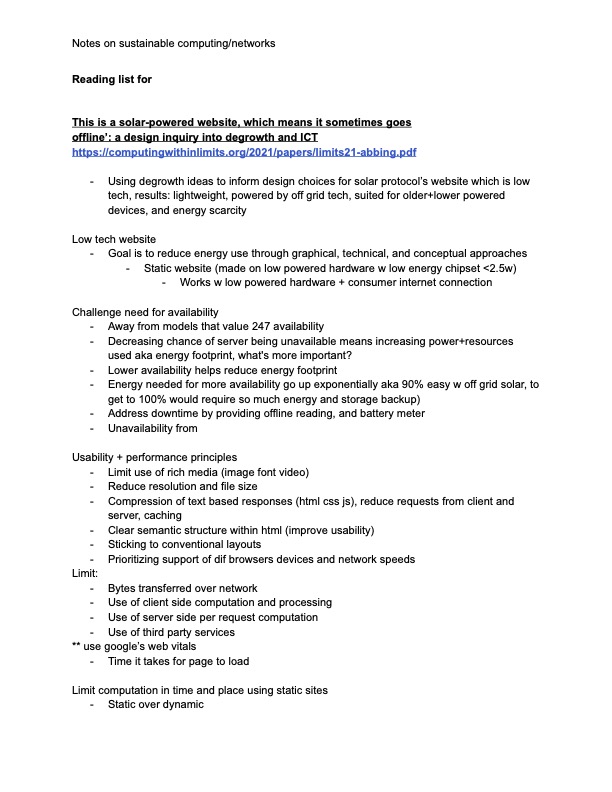 Notes on sustainable computing/networks
Reading list for
This is a solar-powered website, which means it sometimes goes
offline’: a design inquiry into degrowth and ICT
https://computingwithinlimits.org/2021/papers/limits21-abbing.pdf
- Using degrowth ideas to inform design choices for solar protocol’s website which is low
tech, results: lightweight, powered by off grid tech, suited for older+lower powered
devices, and energy scarcity
Low tech website
- Goal is to reduce energy use through graphical, technical, and conceptual approaches
- Static website (made on low powered hardware w low energy chipset <2.5w)
- Works w low powered hardware + consumer internet connection
Challenge need for availability
- Away from models that value 247 availability
- Decreasing chance of server being unavailable means increasing power+resources
used aka energy footprint, what's more important?
- Lower availability helps reduce energy footprint
- Energy needed for more availability go up exponentially aka 90% easy w off grid solar, to
get to 100% would require so much energy and storage backup)
- Address downtime by providing offline reading, and battery meter
- Unavailability from
Usability + performance principles
- Limit use of rich media (image font video)
- Reduce resolution and file size
- Compression of text based responses (html css js), reduce requests from client and
server, caching
- Clear semantic structure within html (improve usability)
- Sticking to conventional layouts
- Prioritizing support of dif browsers devices and network speeds
Limit:
- Bytes transferred over network
- Use of client side computation and processing
- Use of server side per request computation
- Use of third party services
** use google’s web vitals
- Time it takes for page to load
Limit computation in time and place using static sites
- Static over dynamic